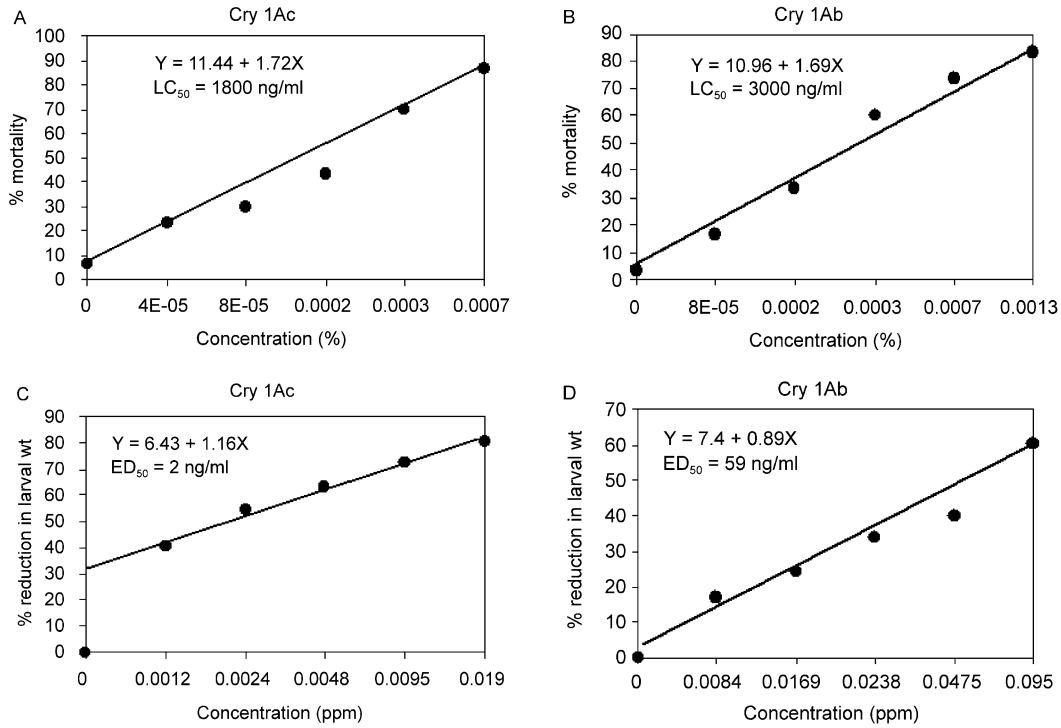 A
Cry 1Ac
Y = 11.44 + 1.72X
LC50 = 1800 ng/ml
% mortality
100
90
80
70
60
50
40
30
20
10
0
0 4E-05 8E-05 0.0002 0.0003 0.0007
Concentration (%)
B
Cry 1Ab
Y = 10.96 + 1.69X
LC50 = 3000 ng/ml
% mortality
90
80
70
60
50
40
30
20
10
0
0 8E-05 0.0002 0.0003 0.0007 0.0013
Concentration (%)
C
Cry 1Ac
Y = 6.43 + 1.16X
ED50 = 2 ng/ml
% reduction in larval wt
90
80
70
60
50
40
30
20
10
0
0 0.0012 0.0024 0.0048 0.0095 0.019
Concentration (ppm)
D
Cry 1Ab
Y = 7.4 + 0.89X
ED50 = 59 ng/ml
% reduction in larval wt
70
60
50
40
30
20
10
0
0 0.0084 0.0169 0.0238 0.0475 0.095
Concentration (ppm)